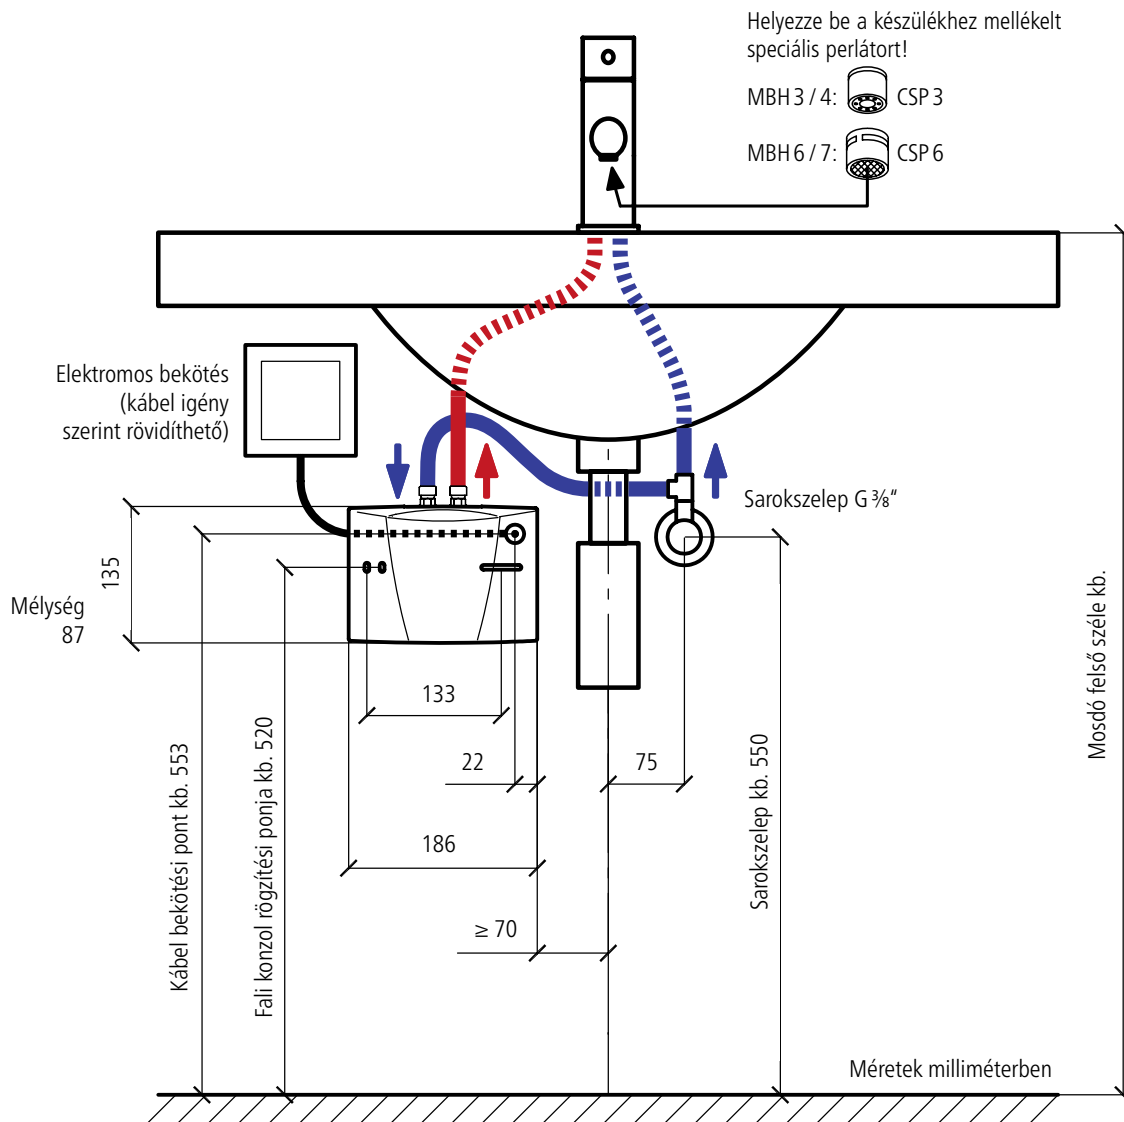 Helyezze be a készülékhez mellékelt
speciális perlátort!
MBH 3 / 4: CSP 3
MBH 6 / 7: CSP 6
Elektromos bekötés
(kábel igény
szerint rövidíthető)
Sarokszelep G ⅜“
135
Mélység
87
133
22
75
186
≥ 70
Kábel bekötési pont kb. 553
Fali konzol rögzítési ponja kb. 520
Sarokszelep kb. 550
Mosdó felső széle kb.
Méretek milliméterben